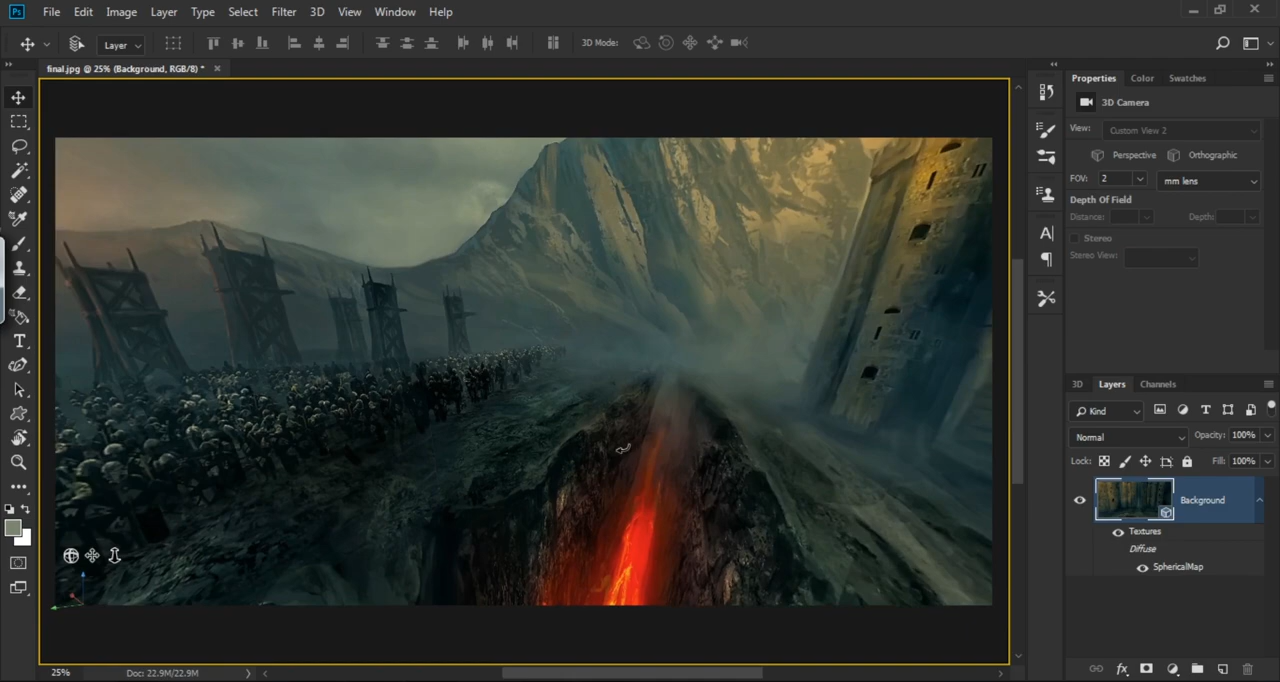 Ps File Edit Image Layer Type Select Filter 3D View Window Help
Layer 3D Mode:
final.jpg @ 25% (Background, RGB/8) *
Properties Color Swatches
3D Camera
View: Custom View 2
Perspective Orthographic
FOV: 2 mm lens
Depth Of Field
Distance: Depth:
Stereo
Stereo View:
3D Layers Channels
Kind
Normal Opacity: 100%
Lock: Fill: 100%
Background
Textures
Diffuse
SphericalMap
25% Doc: 22.9M/22.9M